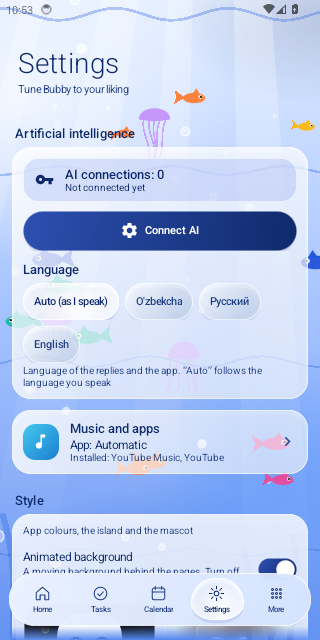 10:53
Settings
Tune Bubby to your liking
Artificial intelligence
AI connections: 0
Not connected yet
Connect AI
Language
Auto (as I speak)
O'zbekcha
Русский
English
Language of the replies and the app. "Auto" follows the
language you speak
Music and apps
App: Automatic
Installed: YouTube Music, YouTube
Style
App colours, the island and the mascot
Animated background
A moving background behind the pages. Turn off
Home
Tasks
Calendar
Settings
More